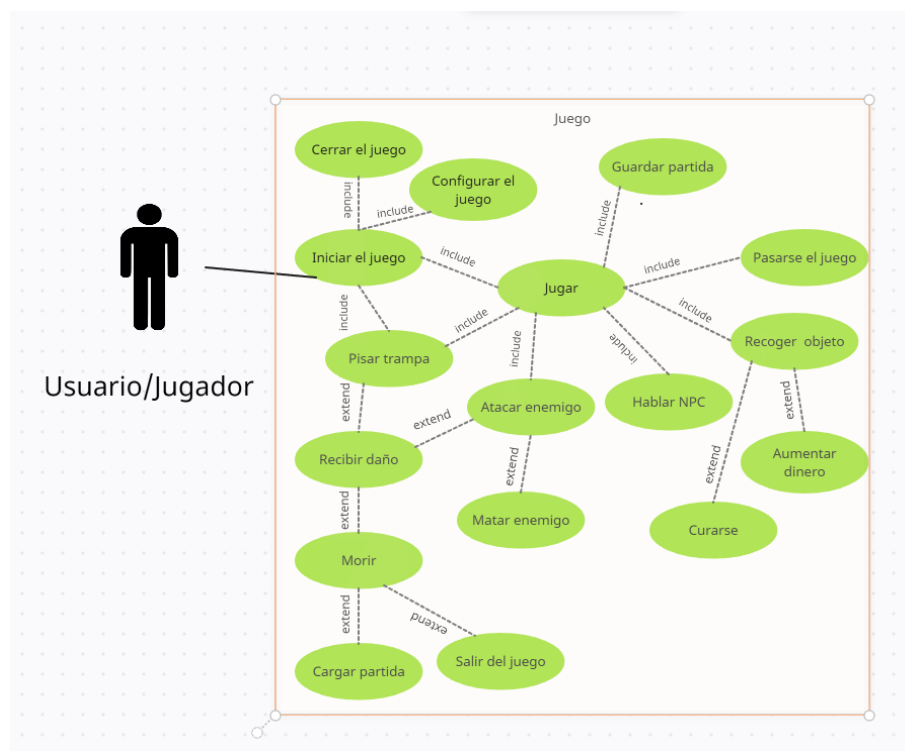 Juego
Cerrar el juego
Guardar partida
include
Configurar el
juego
include
include
Iniciar el juego
include
Pasarse el juego
include
Jugar
include
include
include
Recoger objeto
include
Pisar trampa
include
include
Usuario/Jugador
extend
Atacar enemigo
Hablar NPC
extend
extend
Recibir daño
Aumentar
dinero
extend
extend
extend
Matar enemigo
Curarse
Morir
extend
extend
Cargar partida
Salir del juego